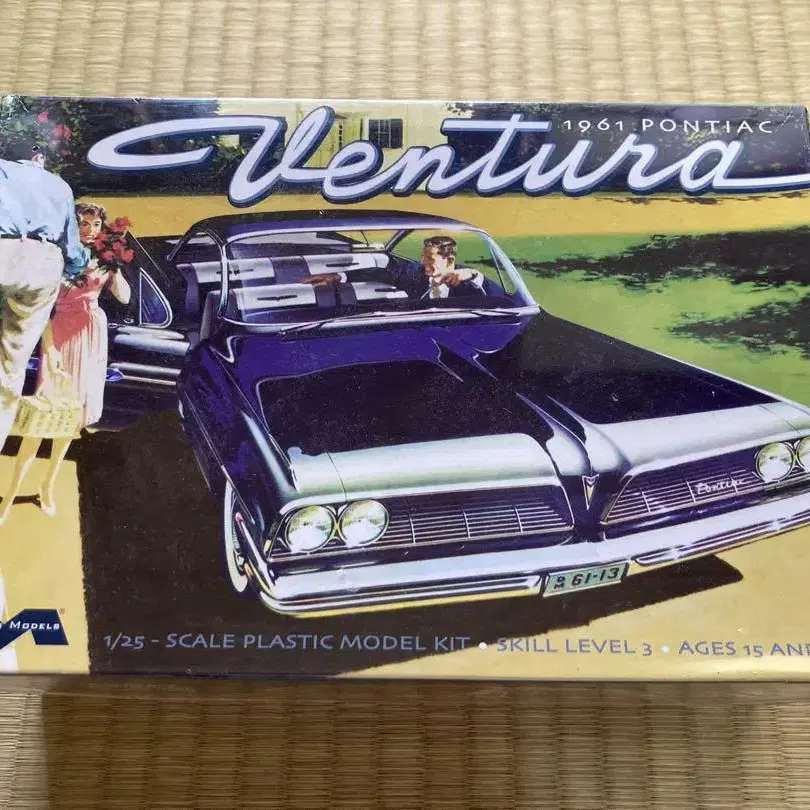 1961 PONTIAC
Ventura
Pontiac
61-13
MODELS
1/25 - SCALE PLASTIC MODEL KIT • SKILL LEVEL 3 • AGES 15 AND